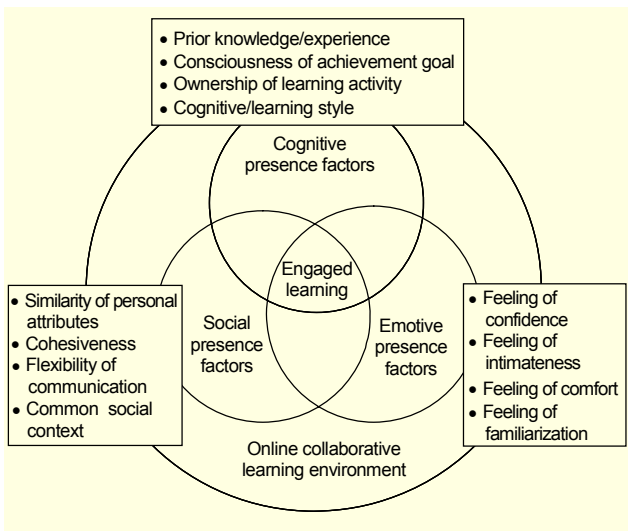 • Prior knowledge/experience
• Consciousness of achievement goal
• Ownership of learning activity
• Cognitive/learning style
Cognitive
presence factors
Engaged
learning
• Similarity of personal
attributes
• Cohesiveness
• Flexibility of
communication
• Common social
context
Social
presence
factors
Emotive
presence
factors
• Feeling of
confidence
• Feeling of
intimateness
• Feeling of comfort
• Feeling of
familiarization
Online collaborative
learning environment